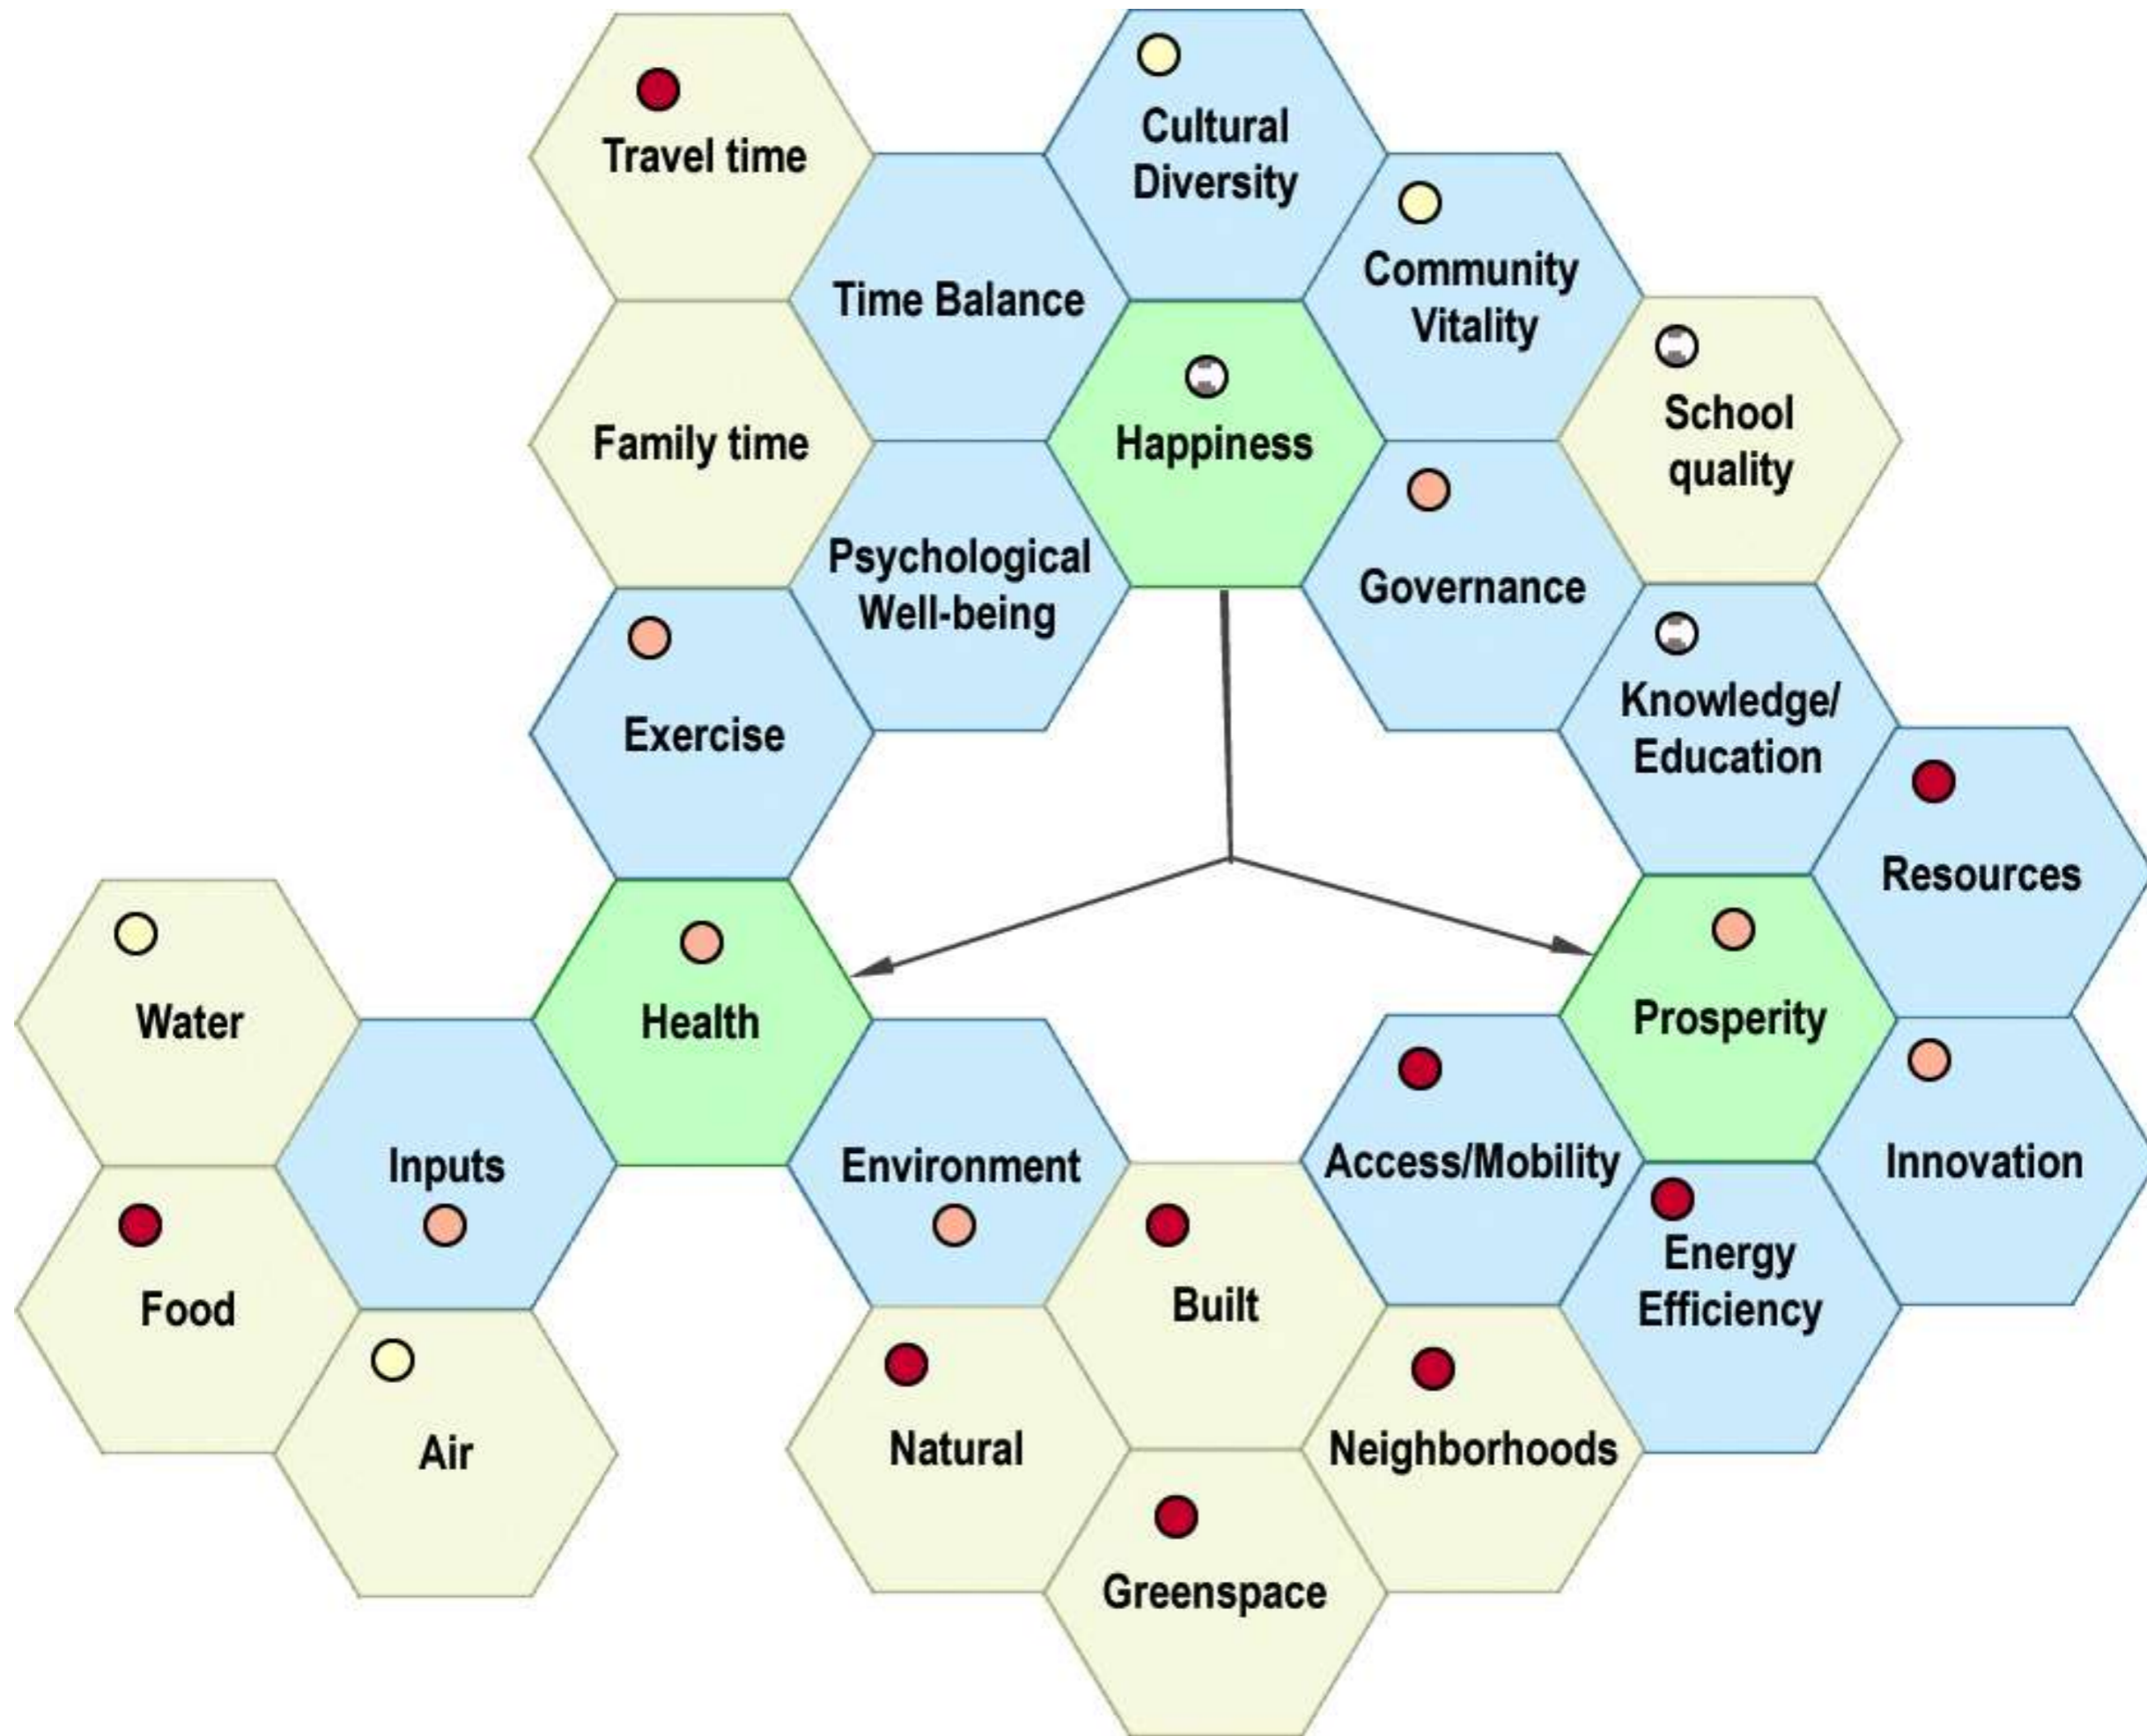 Travel time
Cultural
Diversity
Time Balance
Community
Vitality
Family time
Happiness
School
quality
Psychological
Well-being
Governance
Exercise
Knowledge/
Education
Resources
Water
Health
Prosperity
Inputs
Environment
Access/Mobility
Innovation
Food
Built
Energy
Efficiency
Air
Natural
Neighborhoods
Greenspace